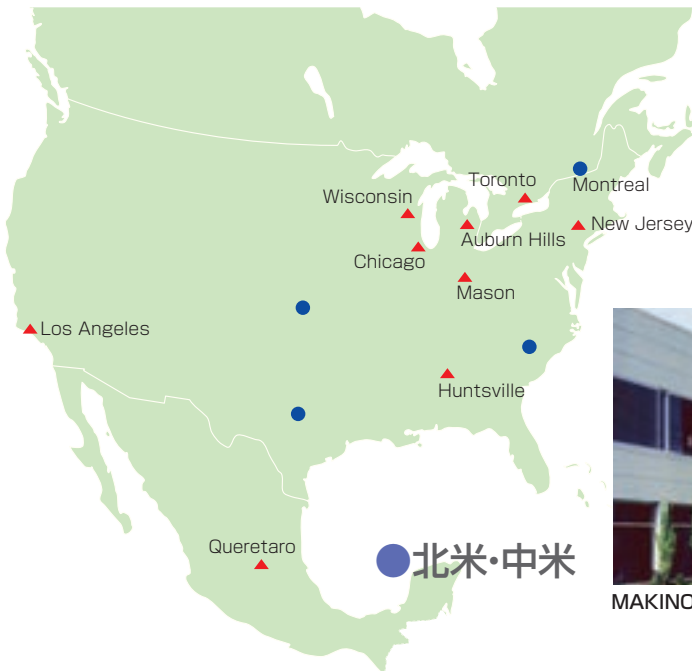 Toronto
Montreal
Wisconsin
New Jersey
Auburn Hills
Chicago
Mason
Los Angeles
Huntsville
Queretaro
北米・中米
MAKINO